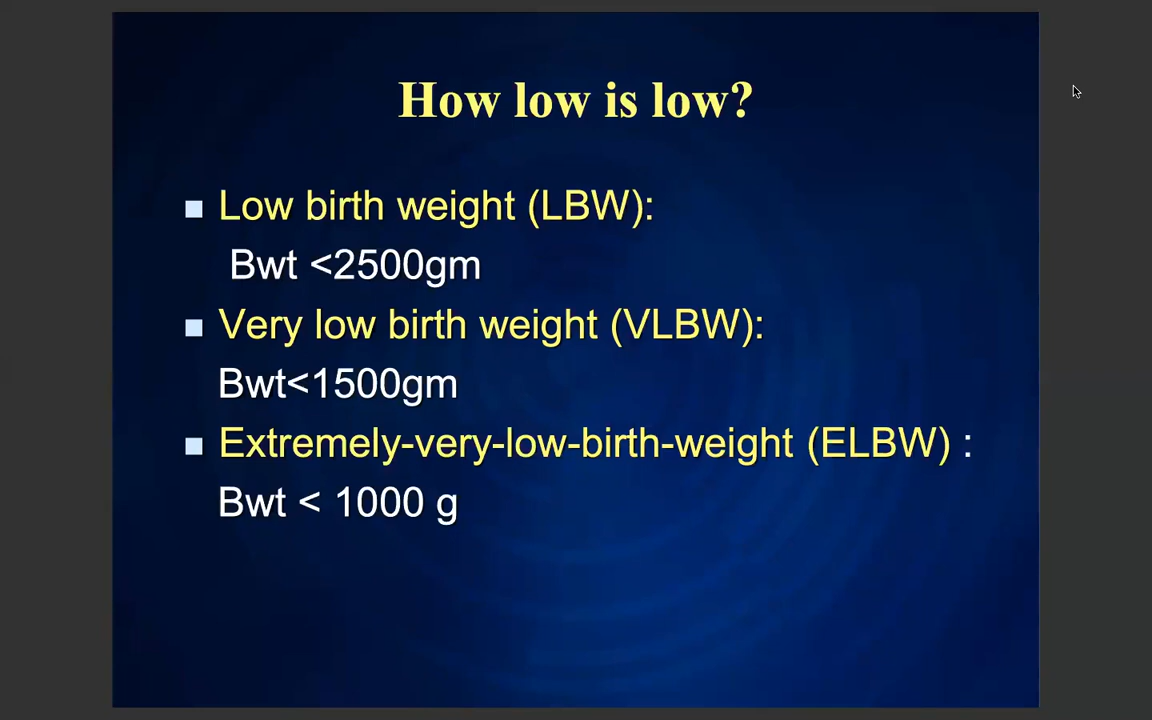 How low is low?
Low birth weight (LBW):
Bwt <2500gm
Very low birth weight (VLBW):
Bwt<1500gm
Extremely-very-low-birth-weight (ELBW) :
Bwt < 1000 g